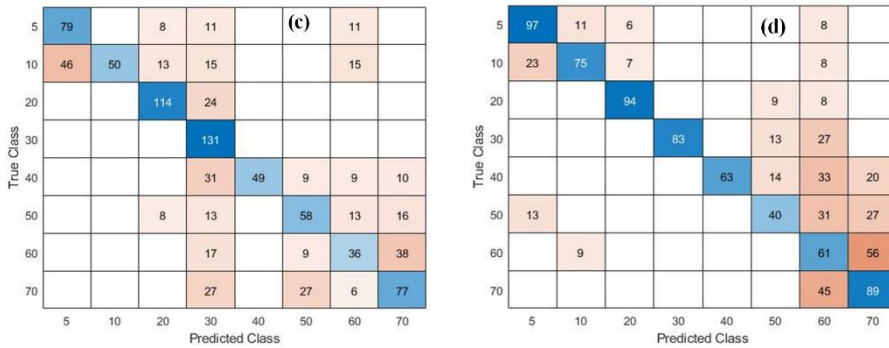 (c)
5 79 8 11 11
10 46 50 13 15 15
20 114 24
30 131
40 31 49 9 9 10
50 8 13 58 13 16
60 17 9 36 38
70 27 27 6 77
5 10 20 30 40 50 60 70
Predicted Class
True Class
(d)
5 97 11 6 8
10 23 75 7 8
20 94 9 8
30 83 13 27
40 63 14 33 20
50 13 40 31 27
60 9 61 56
70 45 89
5 10 20 30 40 50 60 70
Predicted Class
True Class